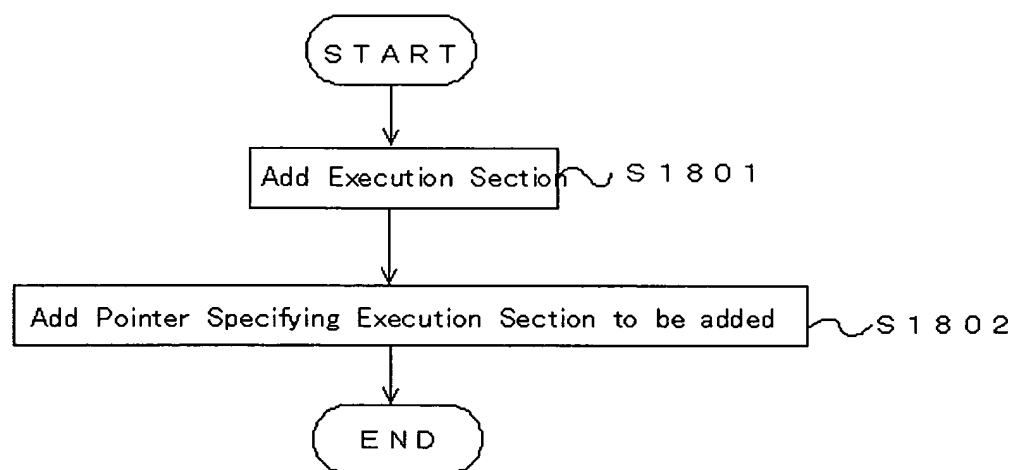 START
Add Execution Section
S1801
Add Pointer Specifying Execution Section to be added
S1802
END